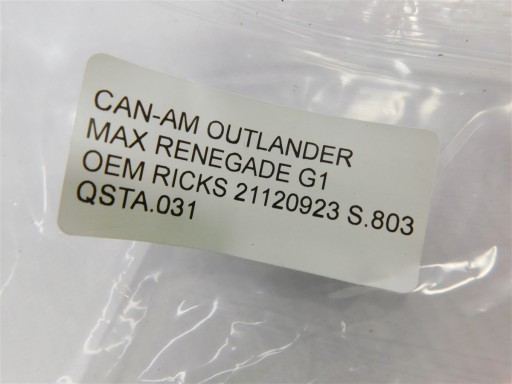 CAN-AM OUTLANDER
MAX RENEGADE G1
OEM RICKS 21120923 S.803
QSTA.031